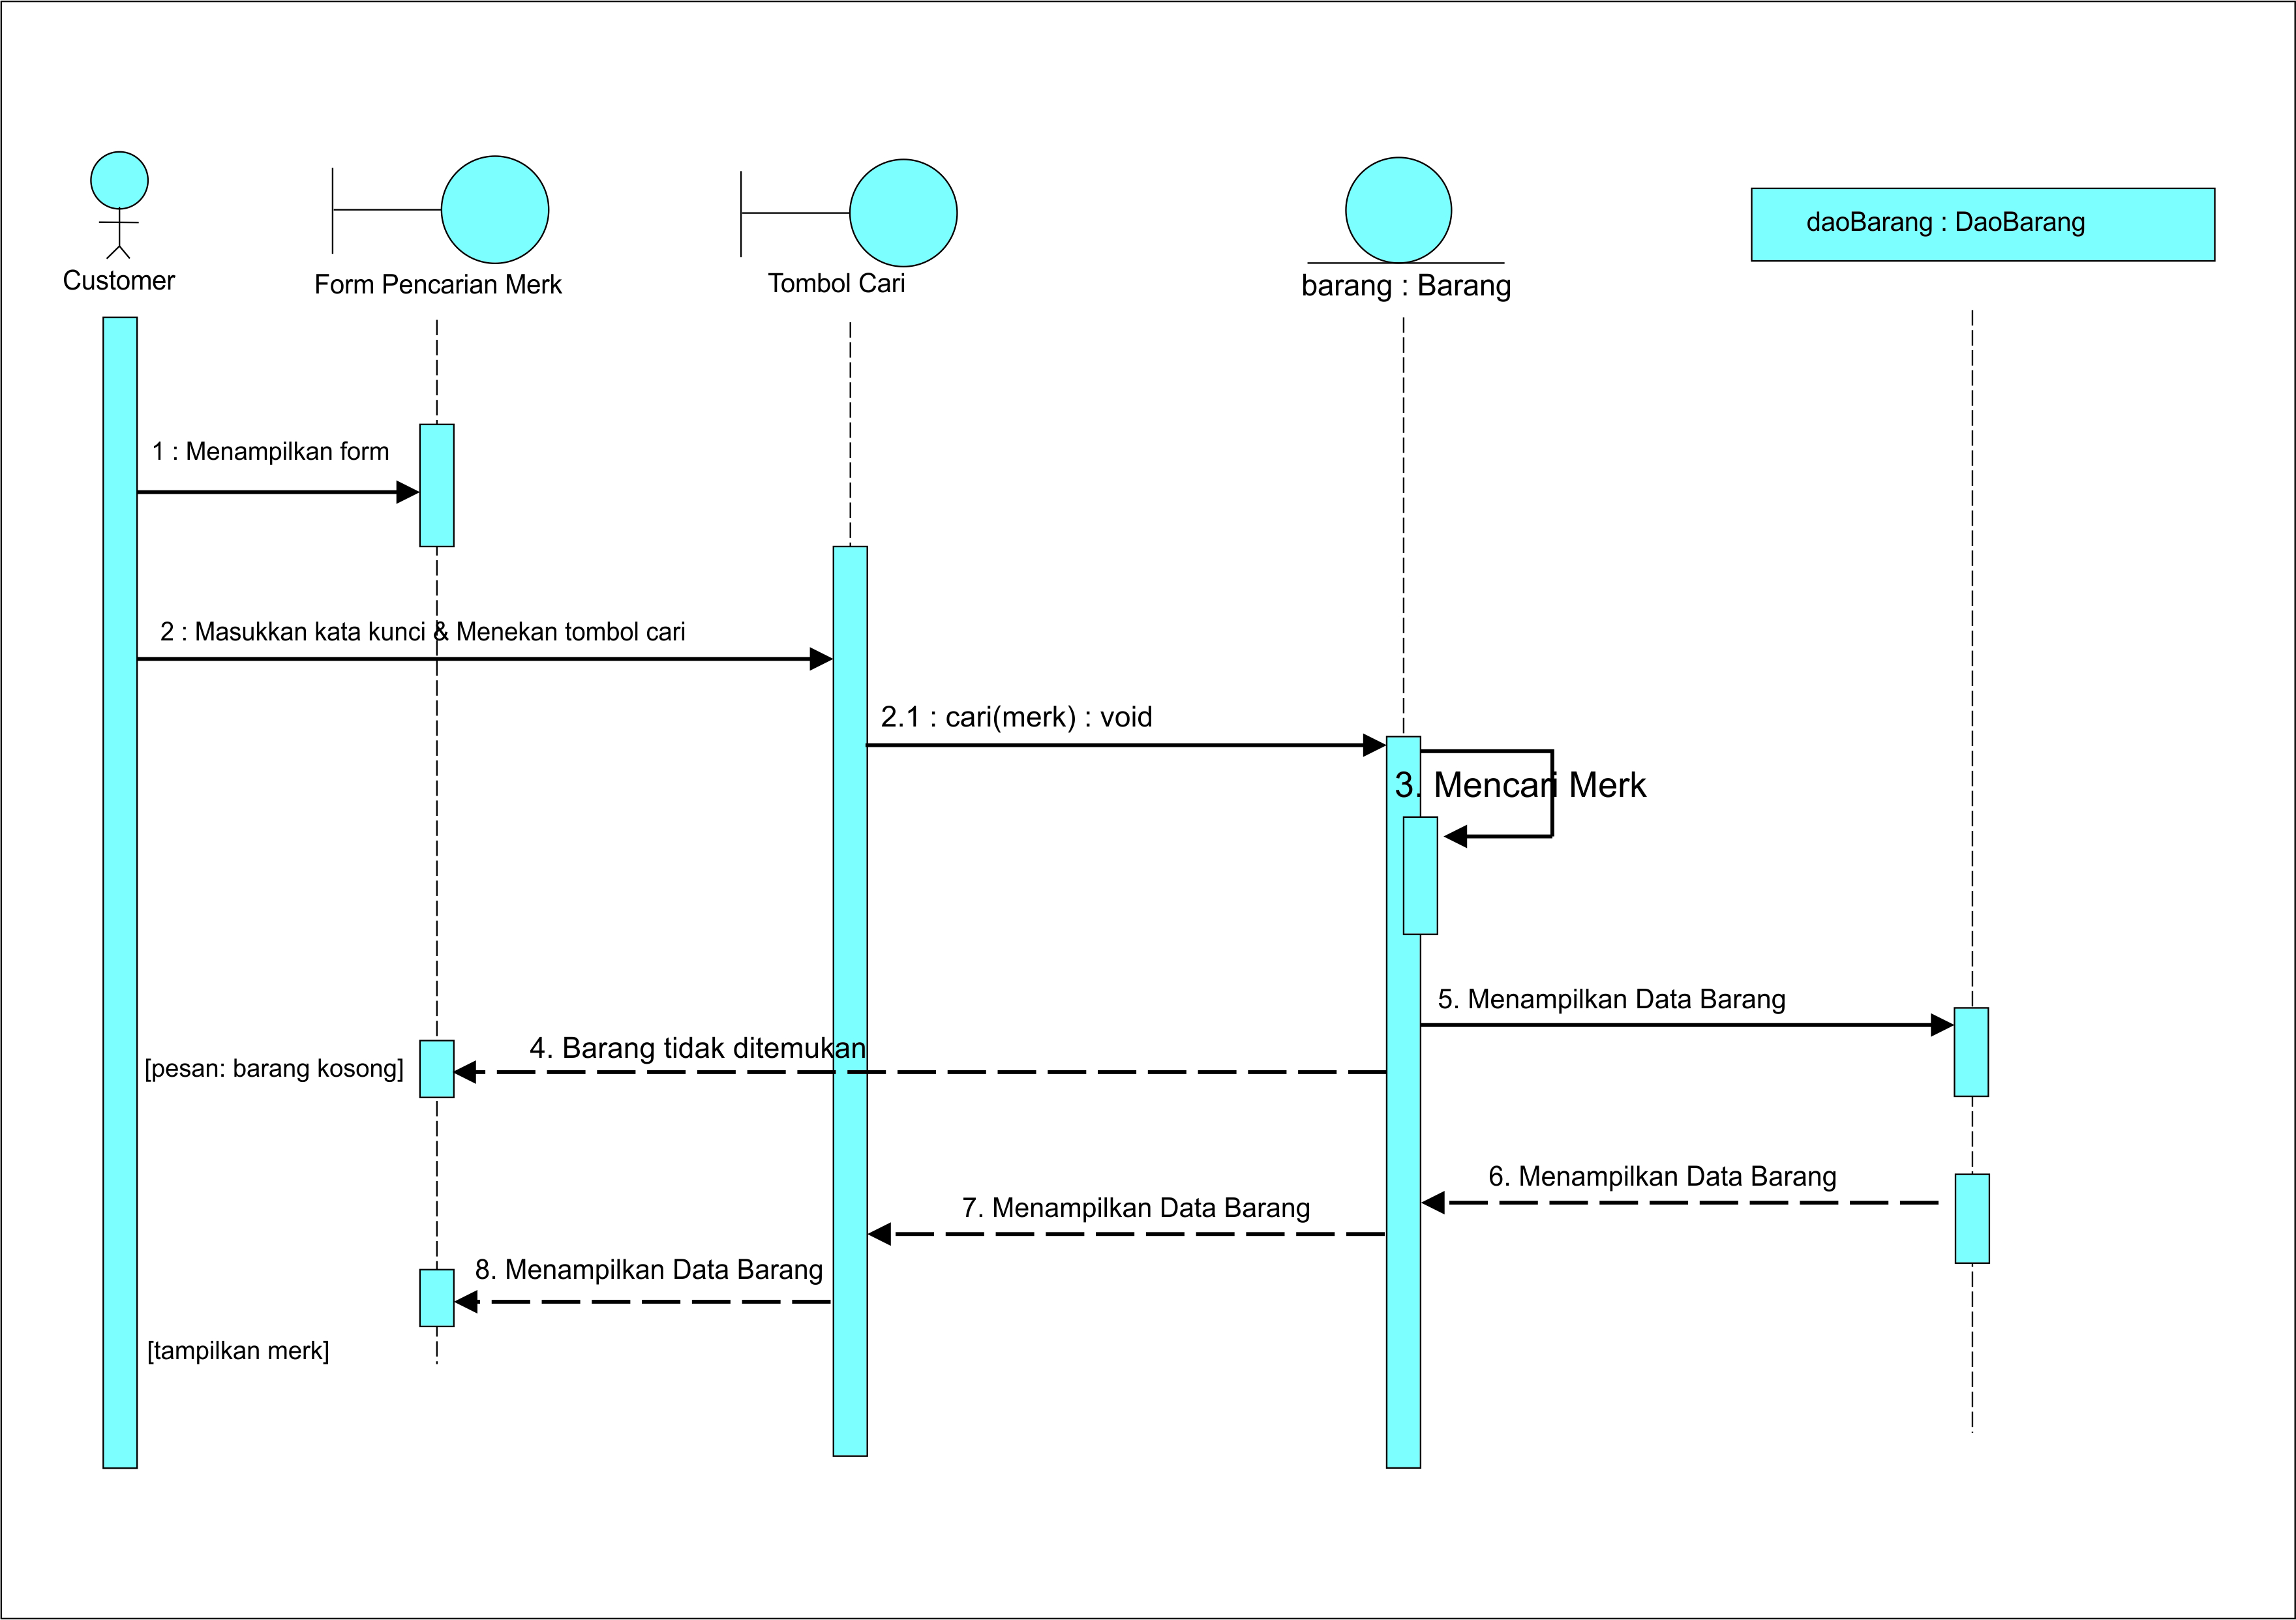 Customer
Form Pencarian Merk
Tombol Cari
barang : Barang
daoBarang : DaoBarang
1 : Menampilkan form
2 : Masukkan kata kunci & Menekan tombol cari
2.1 : cari(merk) : void
3. Mencari Merk
5. Menampilkan Data Barang
4. Barang tidak ditemukan
[pesan: barang kosong]
6. Menampilkan Data Barang
7. Menampilkan Data Barang
8. Menampilkan Data Barang
[tampilkan merk]